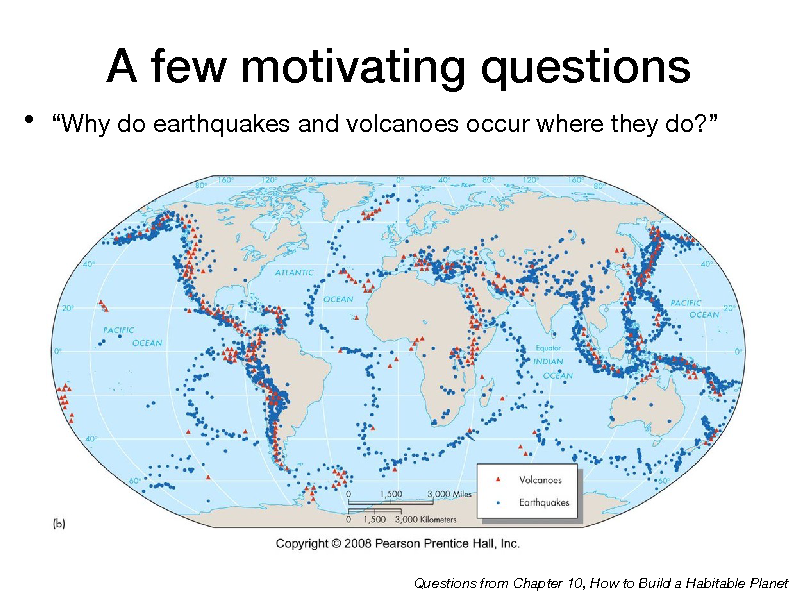 A few motivating questions
• “Why do earthquakes and volcanoes occur where they do?”
160° 120° 40° 0° 40° 80° 120° 160°
80° 80°
40° 40°
ATLANTIC
OCEAN
20° 20°
PACIFIC
OCEAN
PACIFIC
OCEAN
0° 0°
Equator
INDIAN
OCEAN
40°
60° 60°
Volcanoes
Earthquakes
0 1,500 3,000 Miles
0 1,500 3,000 Kilometers
(b)
Copyright © 2008 Pearson Prentice Hall, Inc.
Questions from Chapter 10, How to Build a Habitable Planet